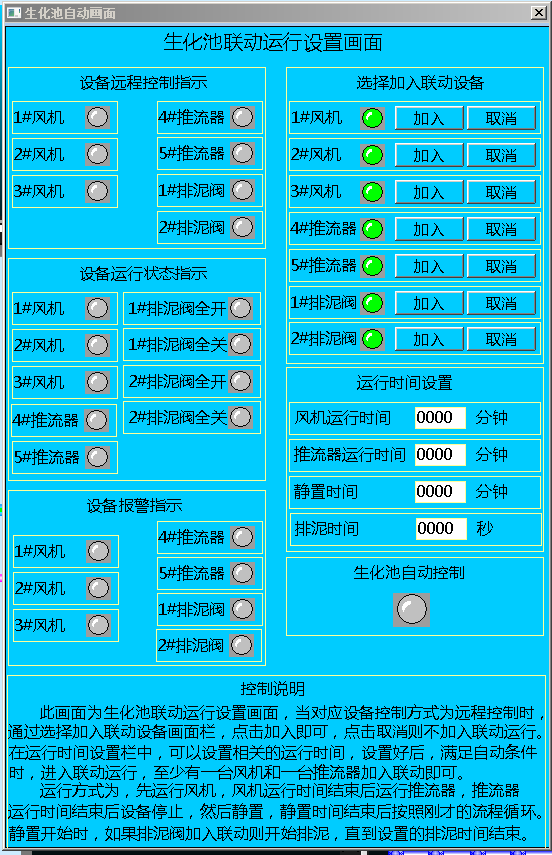 生化池自动画面
生化池联动运行设置画面
设备远程控制指示
1#风机 4#推流器
2#风机 5#推流器
3#风机 1#排泥阀
2#排泥阀
设备运行状态指示
1#风机 1#排泥阀全开
2#风机 1#排泥阀全关
3#风机 2#排泥阀全开
4#推流器 2#排泥阀全关
5#推流器
设备报警指示
4#推流器
1#风机 5#推流器
2#风机 1#排泥阀
3#风机 2#排泥阀
选择加入联动设备
1#风机 加入 取消
2#风机 加入 取消
3#风机 加入 取消
4#推流器 加入 取消
5#推流器 加入 取消
1#排泥阀 加入 取消
2#排泥阀 加入 取消
运行时间设置
风机运行时间 0000 分钟
推流器运行时间 0000 分钟
静置时间 0000 分钟
排泥时间 0000 秒
生化池自动控制
控制说明
此画面为生化池联动运行设置画面，当对应设备控制方式为远程控制时，
通过选择加入联动设备画面栏，点击加入即可，点击取消则不加入联动运行。
在运行时间设置栏中，可以设置相关的运行时间，设置好后，满足自动条件
时，进入联动运行，至少有一台风机和一台推流器加入联动即可。
运行方式为，先运行风机，风机运行时间结束后运行推流器，推流器
运行时间结束后设备停止，然后静置，静置时间结束后按照刚才的流程循环。
静置开始时，如果排泥阀加入联动则开始排泥，直到设置的排泥时间结束。